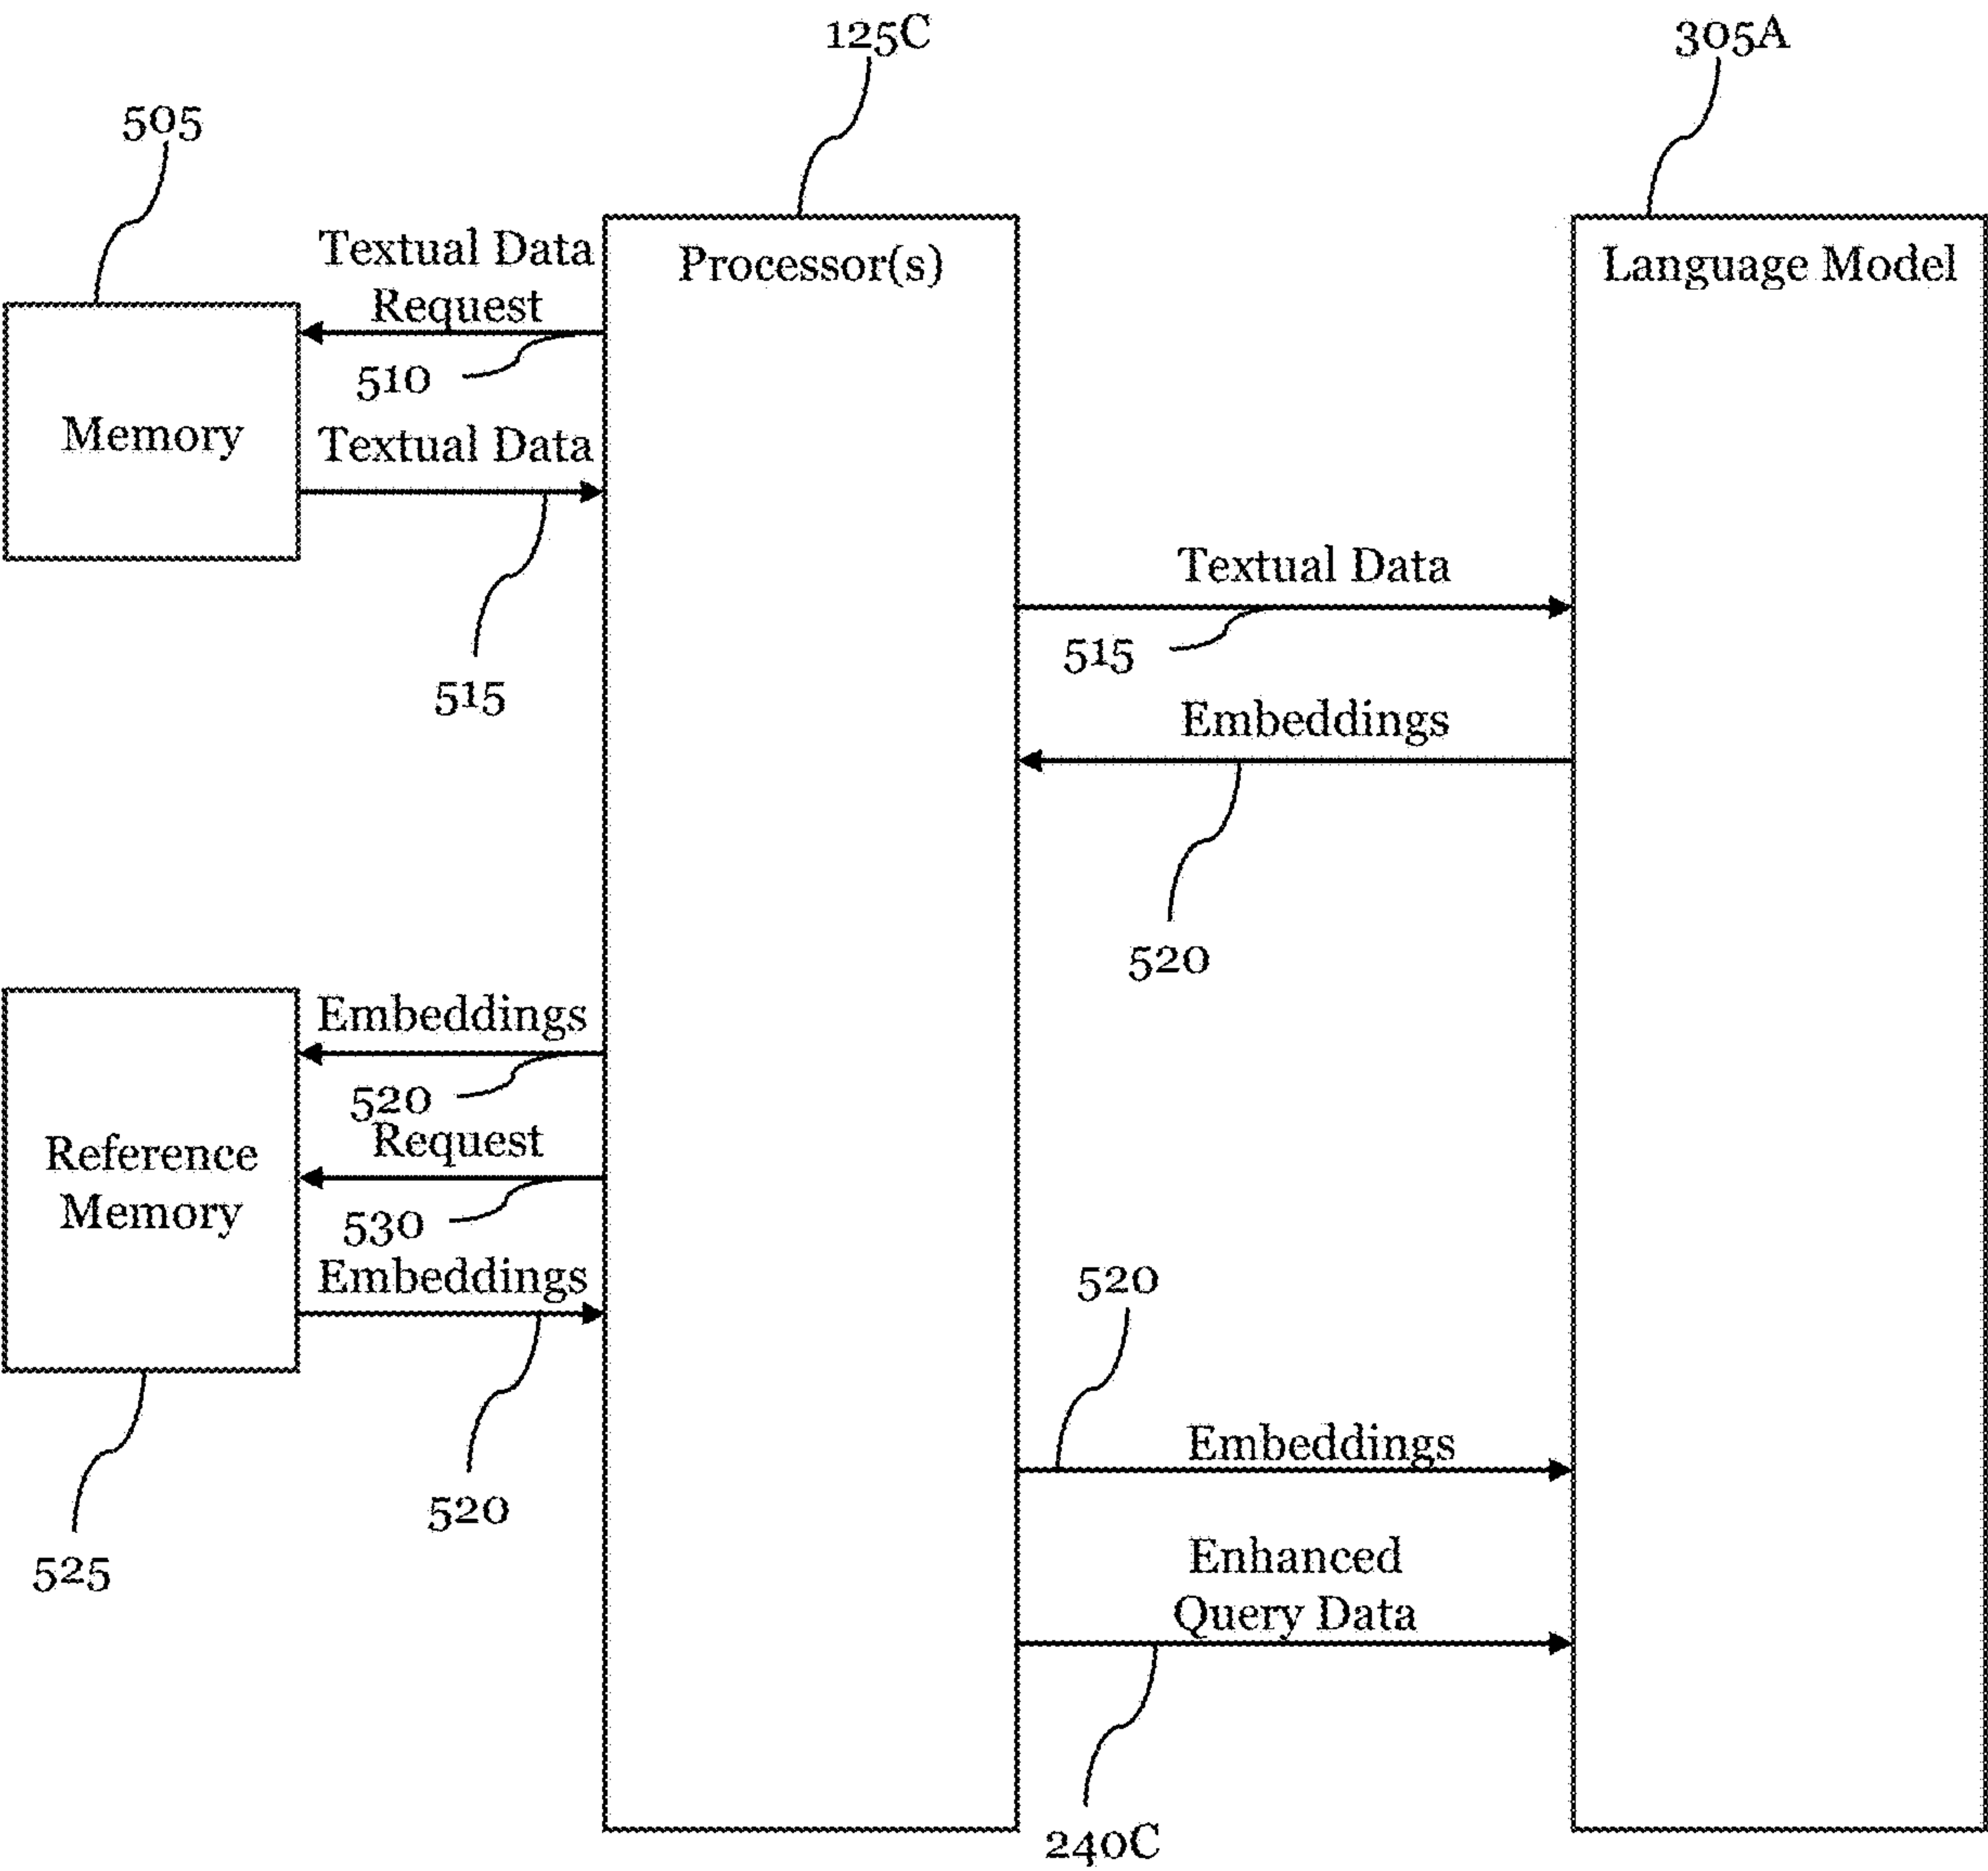 125C
305A
505
Textual Data
Request
Processor(s)
Language Model
510
Memory
Textual Data
515
Textual Data
515
Embeddings
520
Embeddings
520
Request
Reference
Memory
530
Embeddings
520
520
Embeddings
525
Enhanced
Query Data
240C